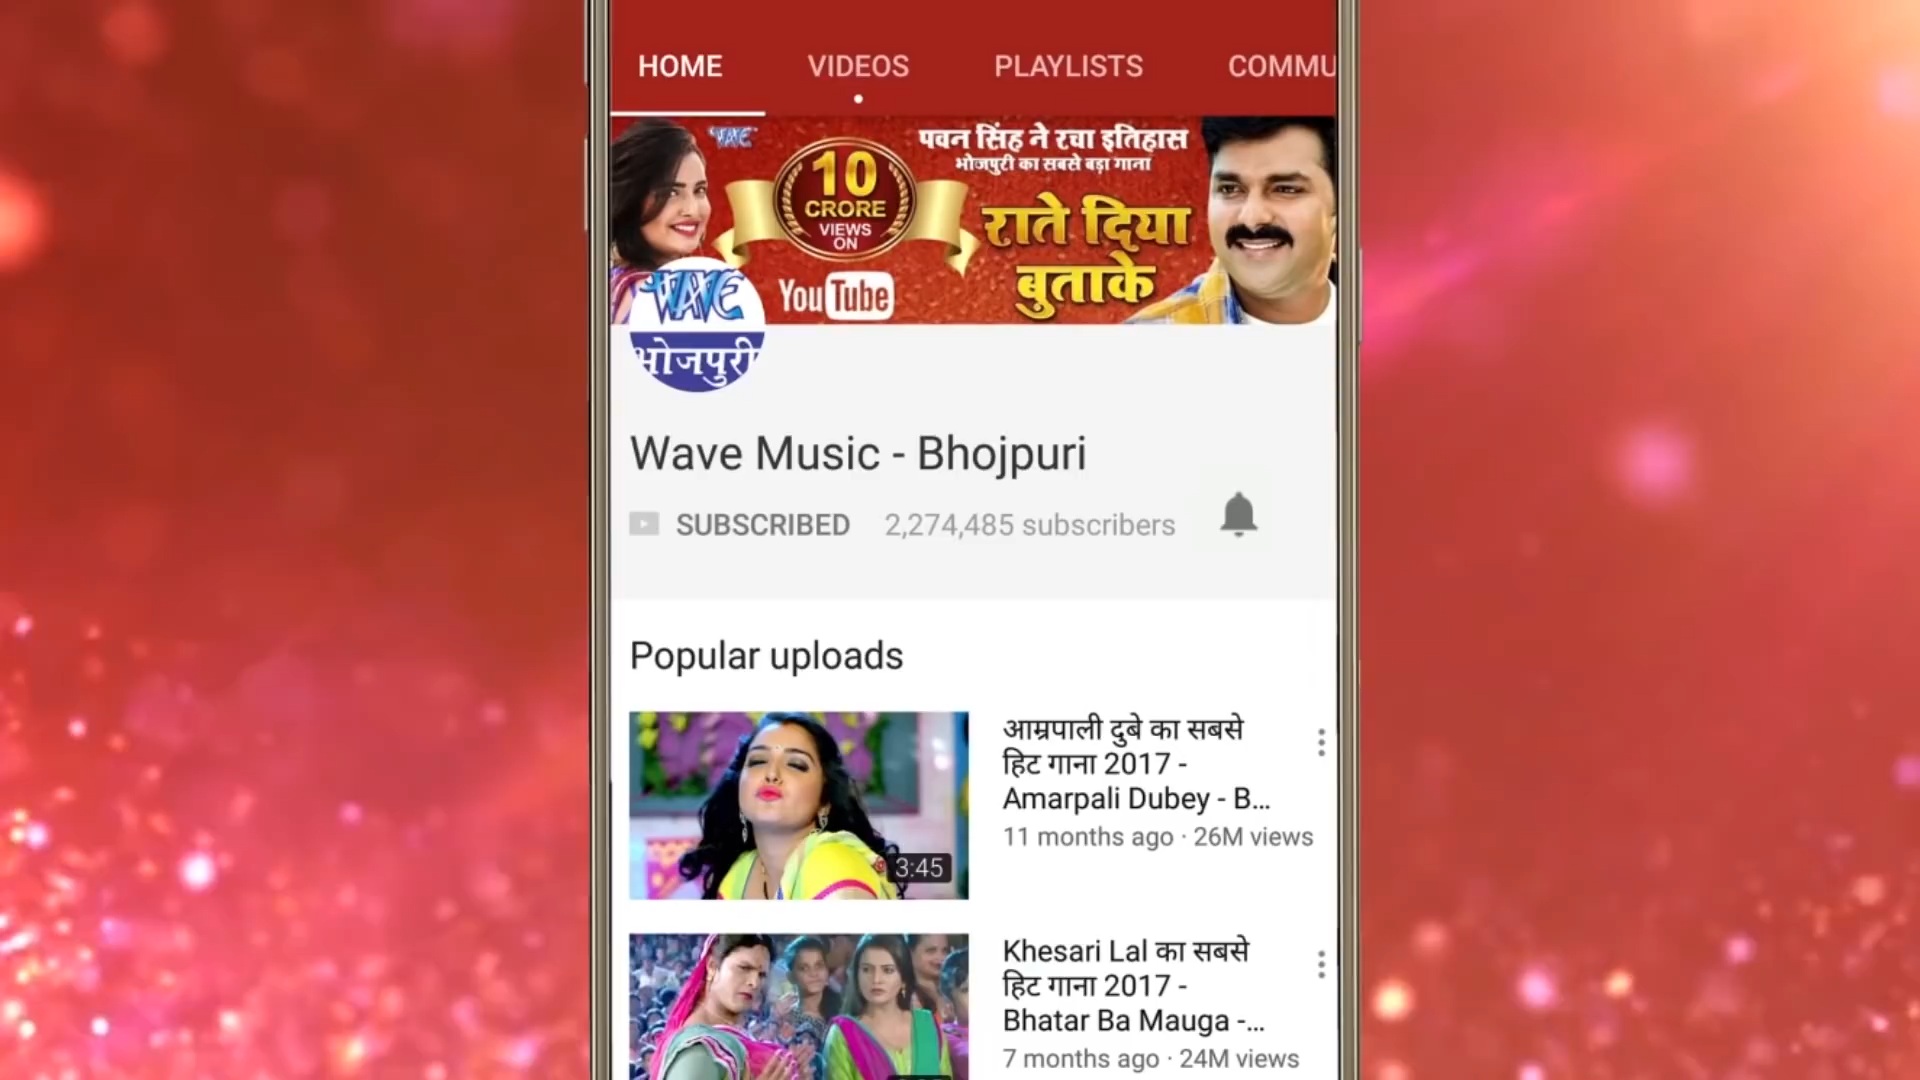 HOME VIDEOS PLAYLISTS COMMU
WAVE
पवन सिंह ने रचा इतिहास
भोजपुरी का सबसे बड़ा गाना
10
CRORE
VIEWS
ON
YouTube
राते दिया
बुताके
WAVE
भोजपुरी
Wave Music - Bhojpuri
SUBSCRIBED 2,274,485 subscribers
Popular uploads
3:45
आम्रपाली दुबे का सबसे
हिट गाना 2017 -
Amarpali Dubey - B...
11 months ago · 26M views
Khesari Lal का सबसे
हिट गाना 2017 -
Bhatar Ba Mauga -...
7 months ago · 24M views